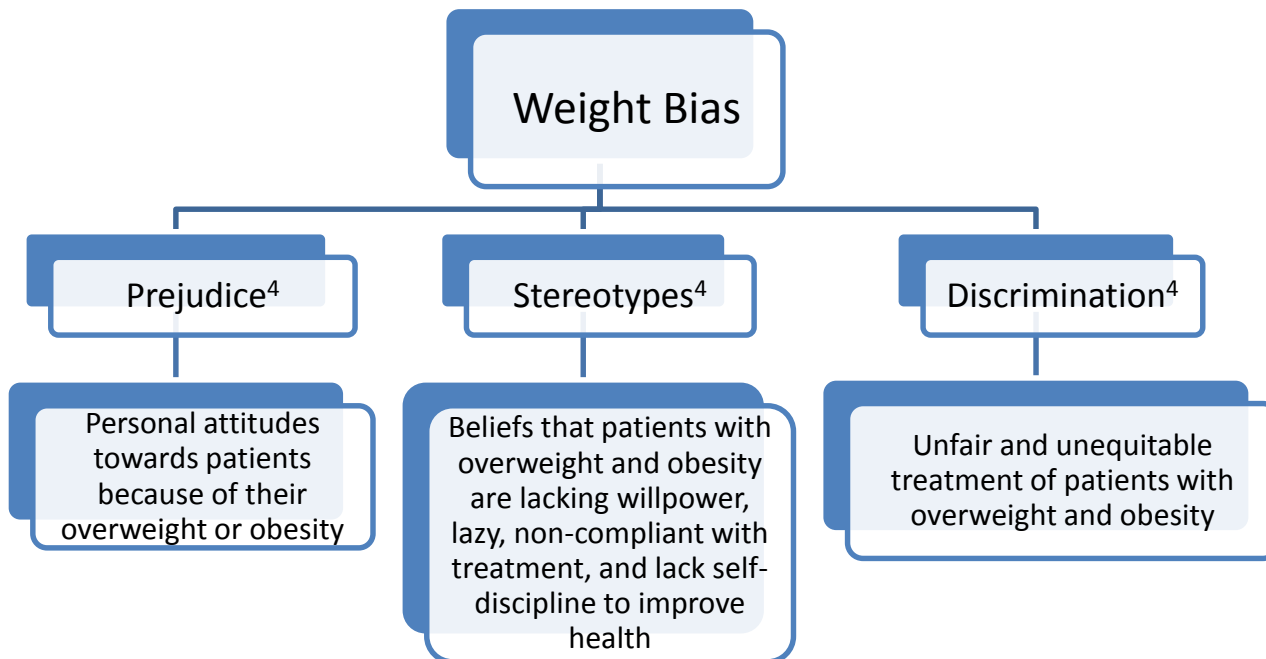 Weight Bias
Prejudice⁴
Stereotypes⁴
Discrimination⁴
Personal attitudes
towards patients
because of their
overweight or obesity
Beliefs that patients with
overweight and obesity
are lacking willpower,
lazy, non-compliant with
treatment, and lack self-
discipline to improve
health
Unfair and unequitable
treatment of patients with
overweight and obesity